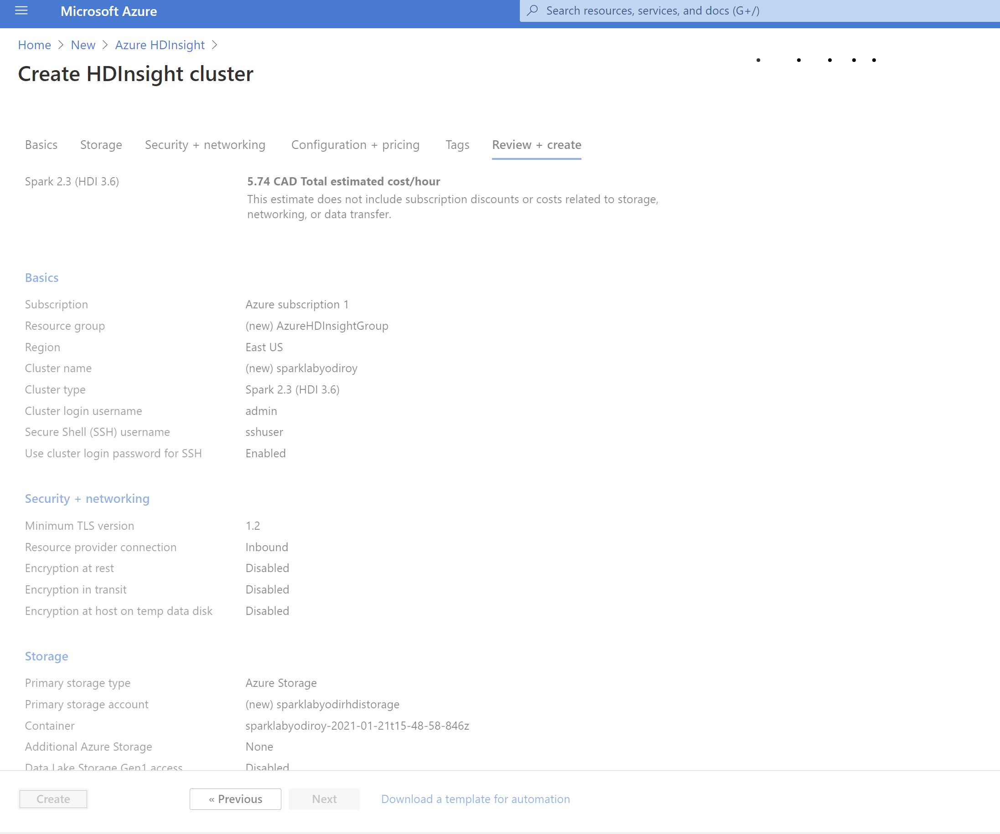 Microsoft Azure
Search resources, services, and docs (G+/)
Home > New > Azure HDInsight >
Create HDInsight cluster
Basics Storage Security + networking Configuration + pricing Tags Review + create
Spark 2.3 (HDI 3.6)
5.74 CAD Total estimated cost/hour
This estimate does not include subscription discounts or costs related to storage,
networking, or data transfer.
Basics
Subscription Azure subscription 1
Resource group (new) AzureHDInsightGroup
Region East US
Cluster name (new) sparklabyodiroy
Cluster type Spark 2.3 (HDI 3.6)
Cluster login username admin
Secure Shell (SSH) username sshuser
Use cluster login password for SSH Enabled
Security + networking
Minimum TLS version 1.2
Resource provider connection Inbound
Encryption at rest Disabled
Encryption in transit Disabled
Encryption at host on temp data disk Disabled
Storage
Primary storage type Azure Storage
Primary storage account (new) sparklabyodirhdistorage
Container sparklabyodiroy-2021-01-21t15-48-58-846z
Additional Azure Storage None
Data Lake Storage Gen1 access Disabled
Create « Previous Next Download a template for automation